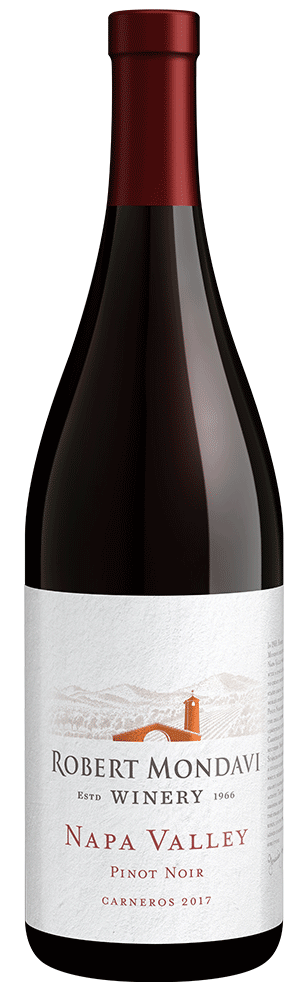 ROBERT MONDAVI
ESTD WINERY 1966
NAPA VALLEY
PINOT NOIR
CARNEROS 2017